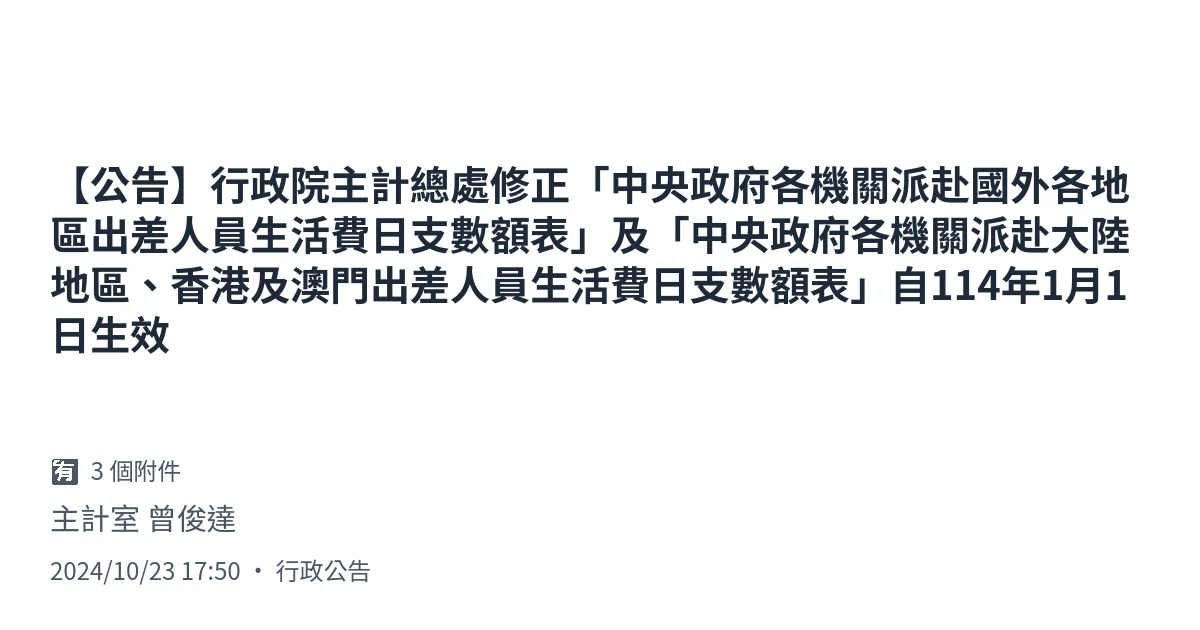 【公告】行政院主計總處修正「中央政府各機關派赴國外各地
區出差人員生活費日支數額表」及「中央政府各機關派赴大陸
地區、香港及澳門出差人員生活費日支數額表」自114年1月1
日生效
🈶 3 個附件
主計室 曾俊達
2024/10/23 17:50 • 行政公告